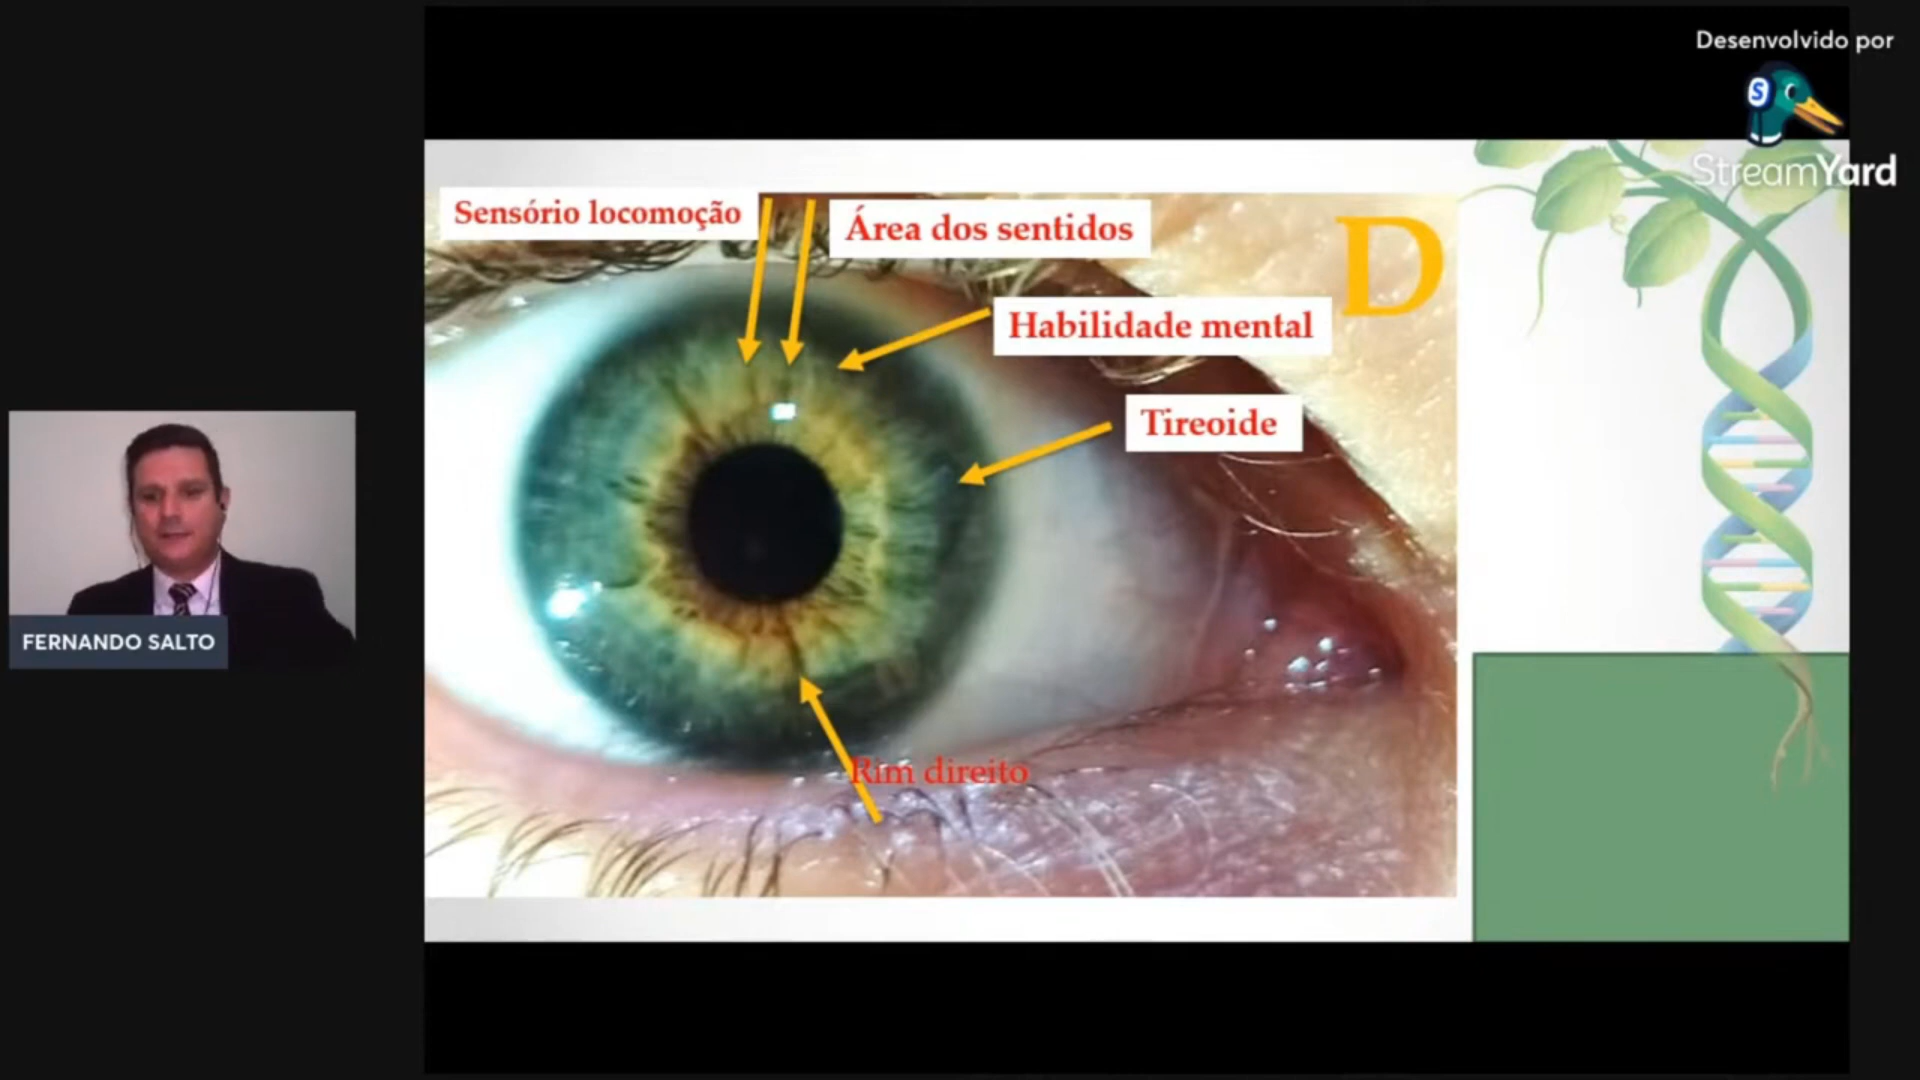 Desenvolvido por
S
StreamYard
Sensório locomoção
Área dos sentidos
D
Habilidade mental
Tireoide
FERNANDO SALTO
Rim direito